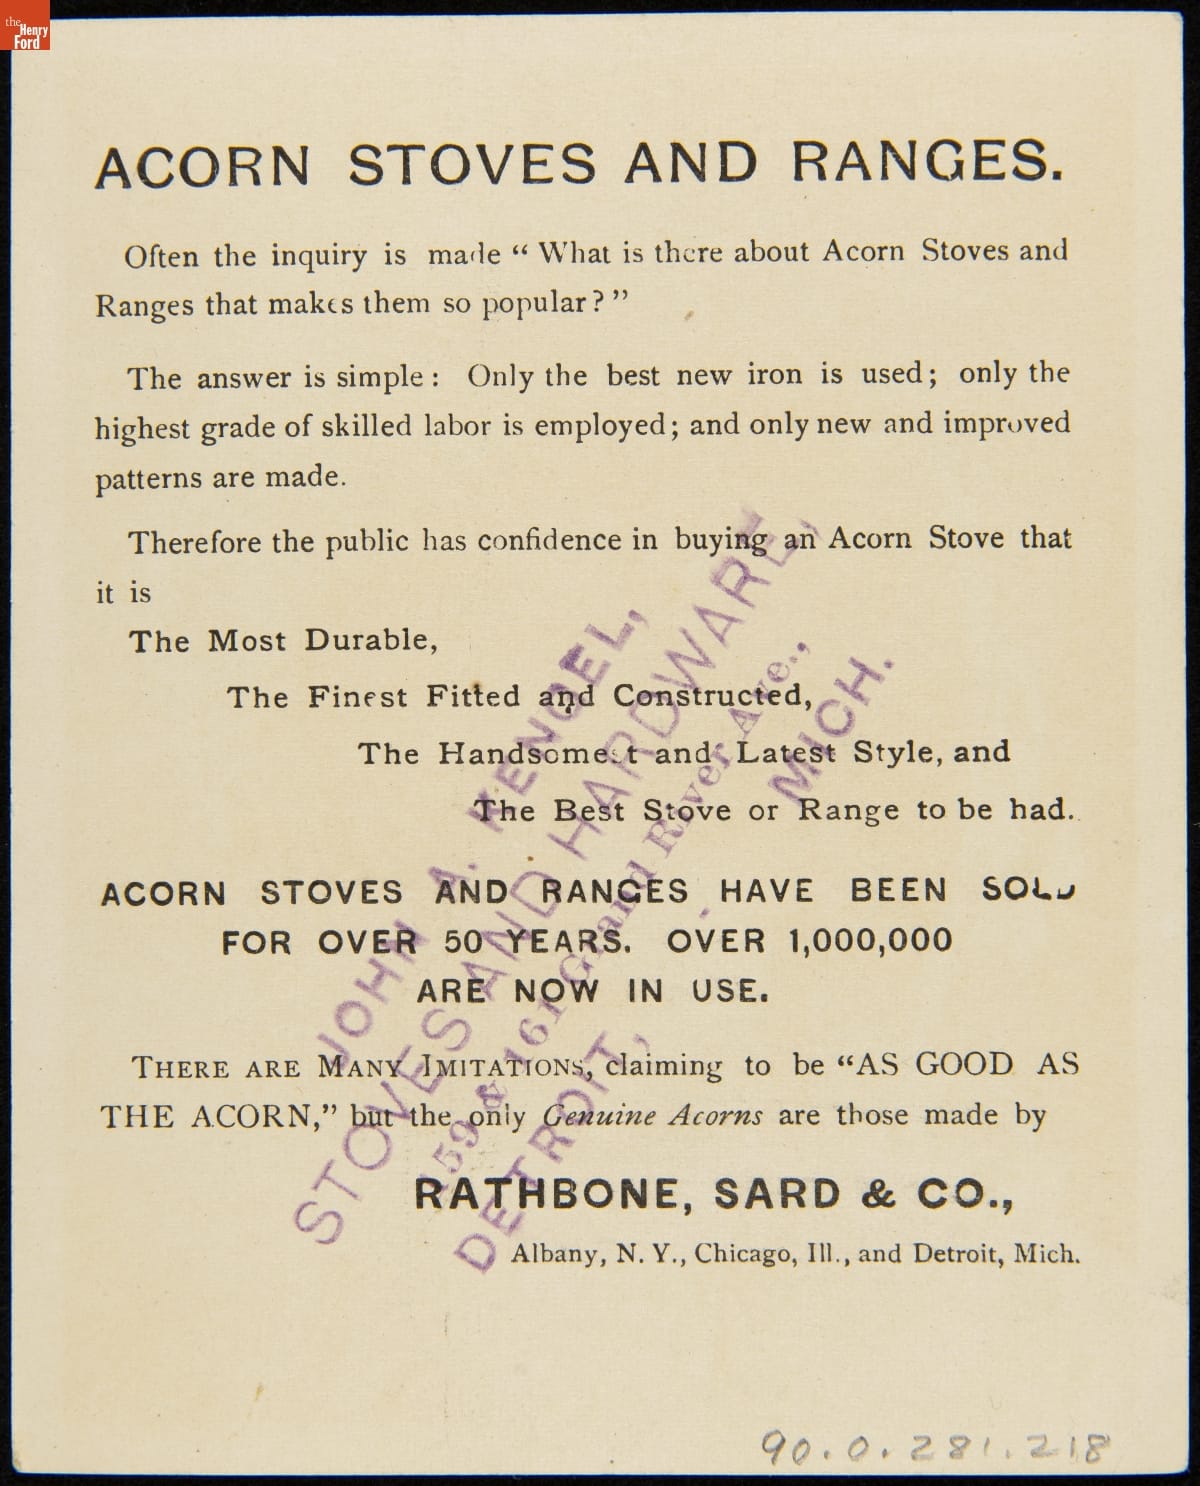 the
Henry
Ford
ACORN STOVES AND RANGES.
Often the inquiry is made “What is there about Acorn Stoves and
Ranges that makes them so popular?”
The answer is simple: Only the best new iron is used; only the
highest grade of skilled labor is employed; and only new and improved
patterns are made.
Therefore the public has confidence in buying an Acorn Stove that
it is
The Most Durable,
The Finest Fitted and Constructed,
The Handsomest and Latest Style, and
The Best Stove or Range to be had.
ACORN STOVES AND RANGES HAVE BEEN SOLD
FOR OVER 50 YEARS. OVER 1,000,000
ARE NOW IN USE.
THERE ARE MANY IMITATIONS, claiming to be “AS GOOD AS
THE ACORN,” but the only Genuine Acorns are those made by
RATHBONE, SARD & CO.,
Albany, N. Y., Chicago, Ill., and Detroit, Mich.
JOHN A.
STOVES AND HARDWARE,
159 & 161 Grand River Ave.,
DETROIT, MICH.
90.0.281.218